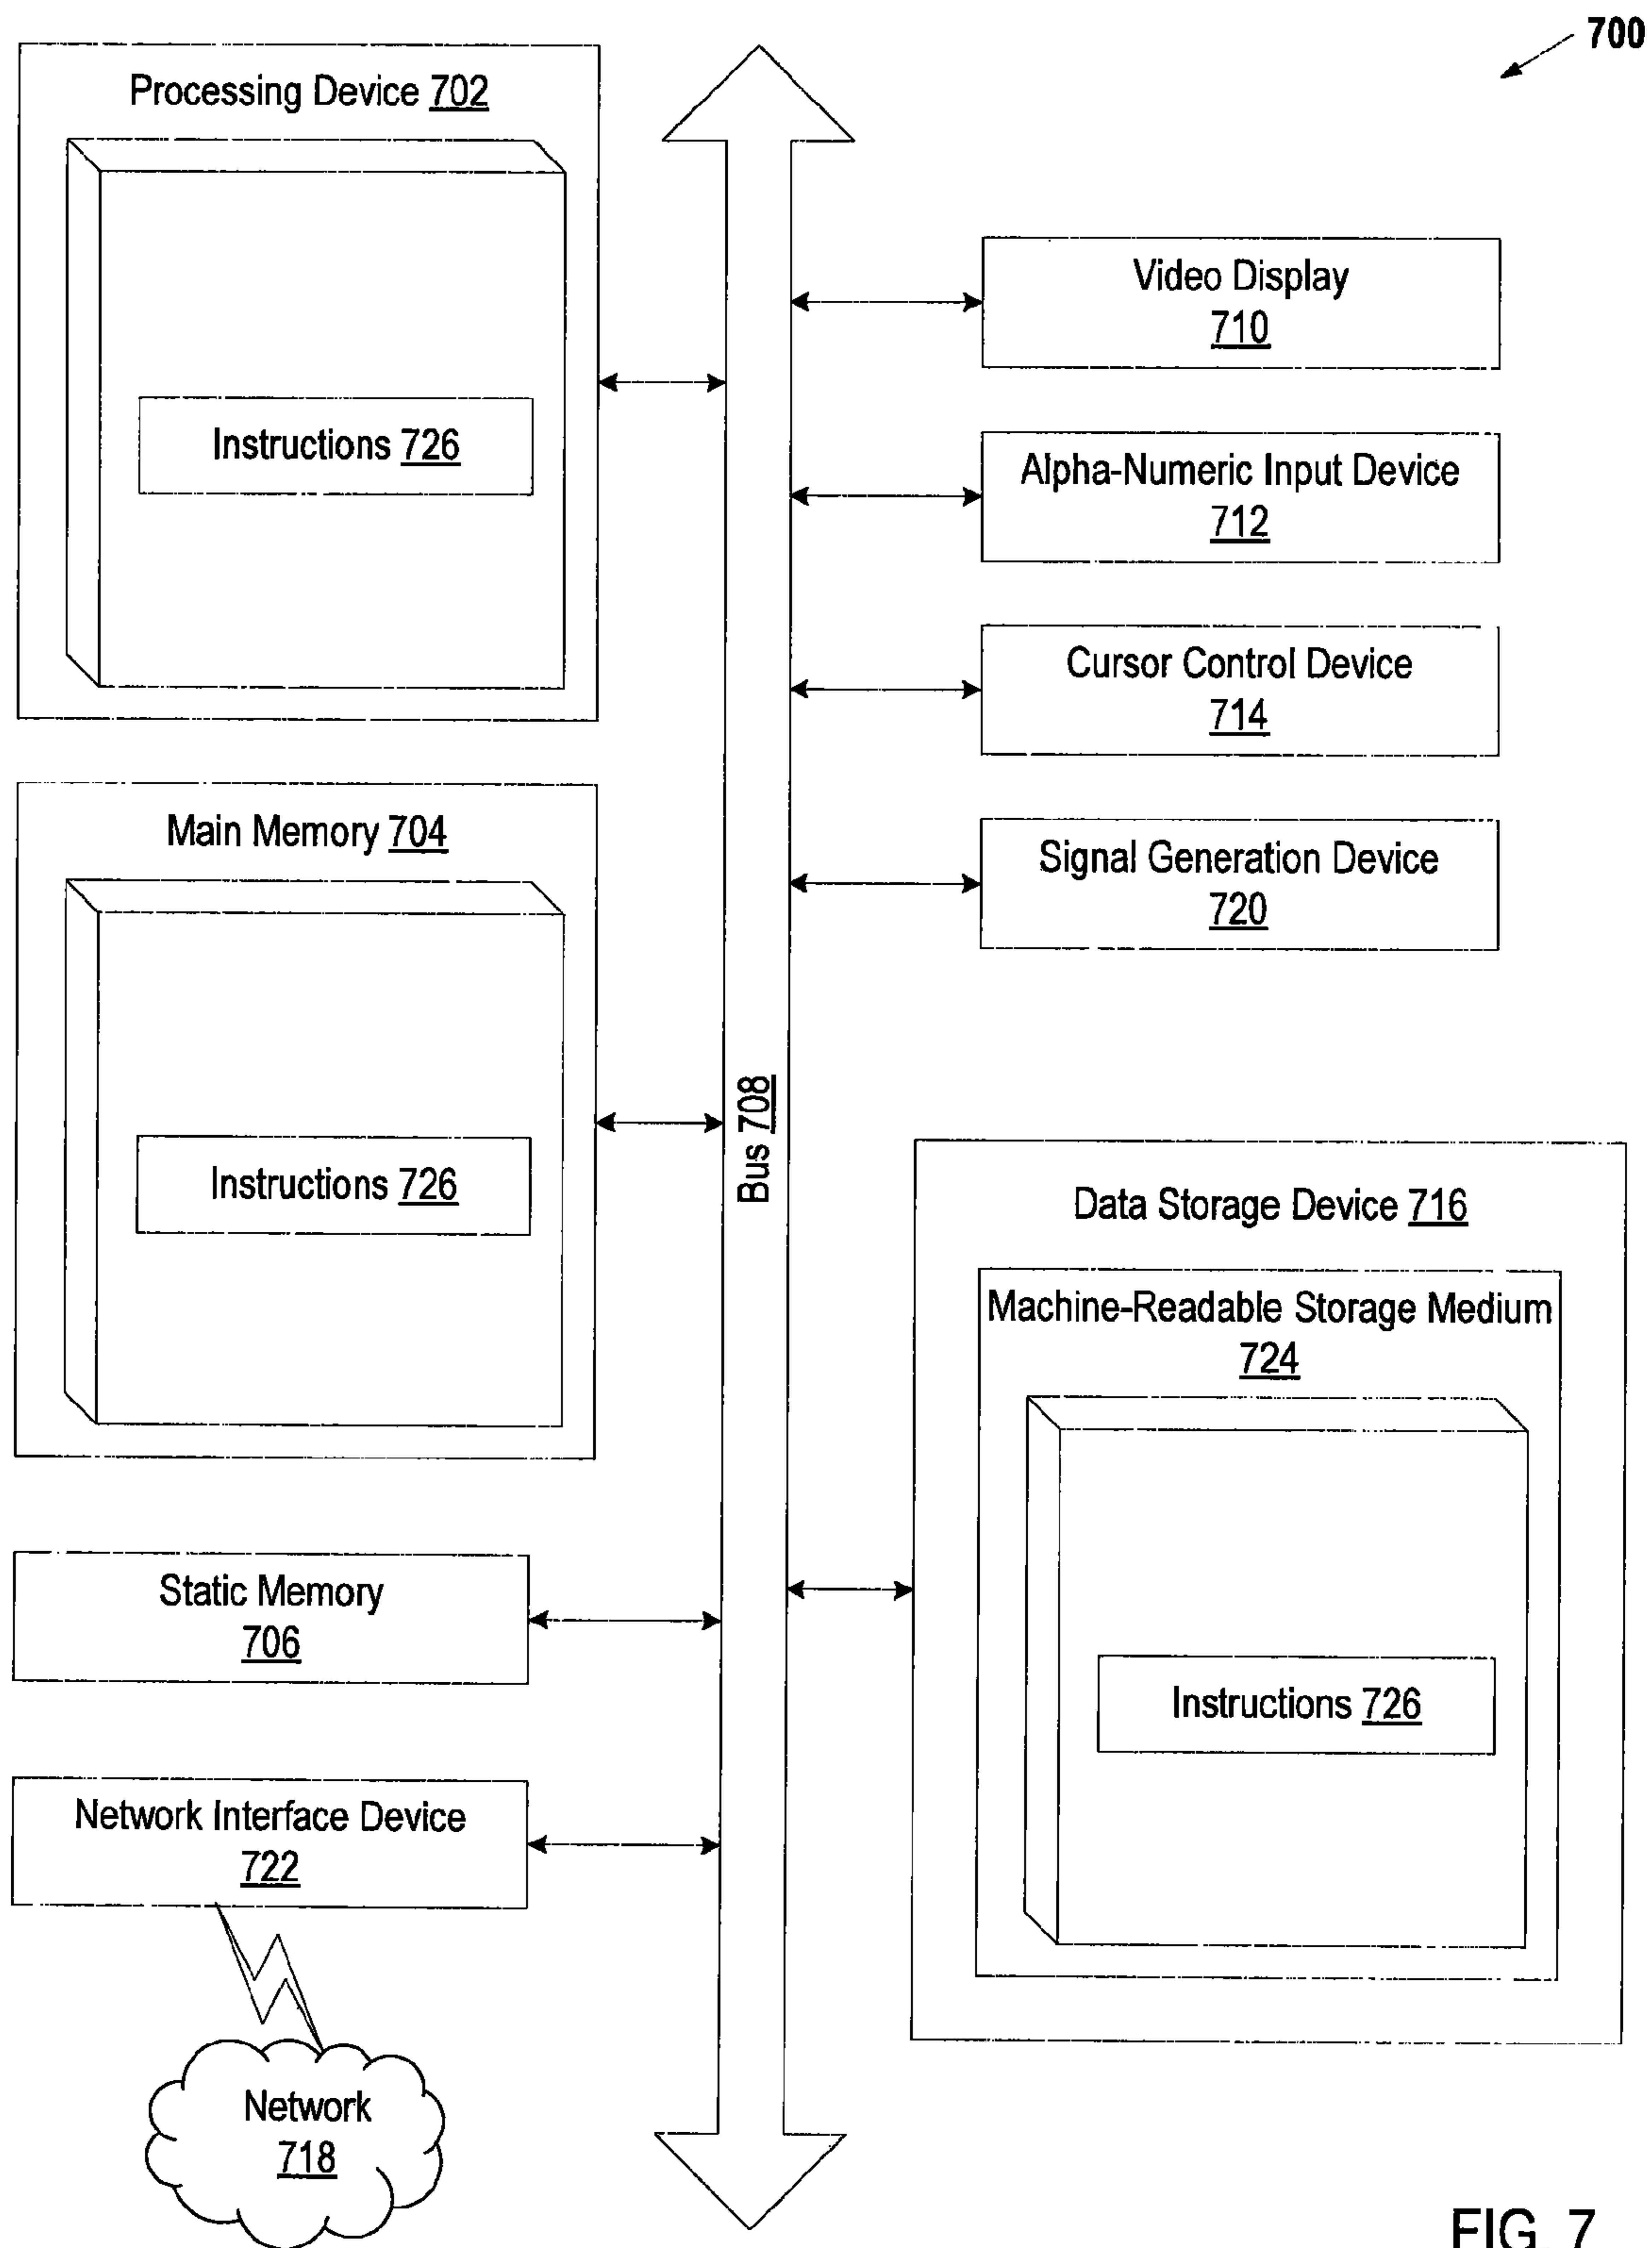 700
Processing Device 702
Instructions 726
Main Memory 704
Instructions 726
Static Memory
706
Network Interface Device
722
Network
718
Bus 708
Video Display
710
Alpha-Numeric Input Device
712
Cursor Control Device
714
Signal Generation Device
720
Data Storage Device 716
Machine-Readable Storage Medium
724
Instructions 726
FIG. 7